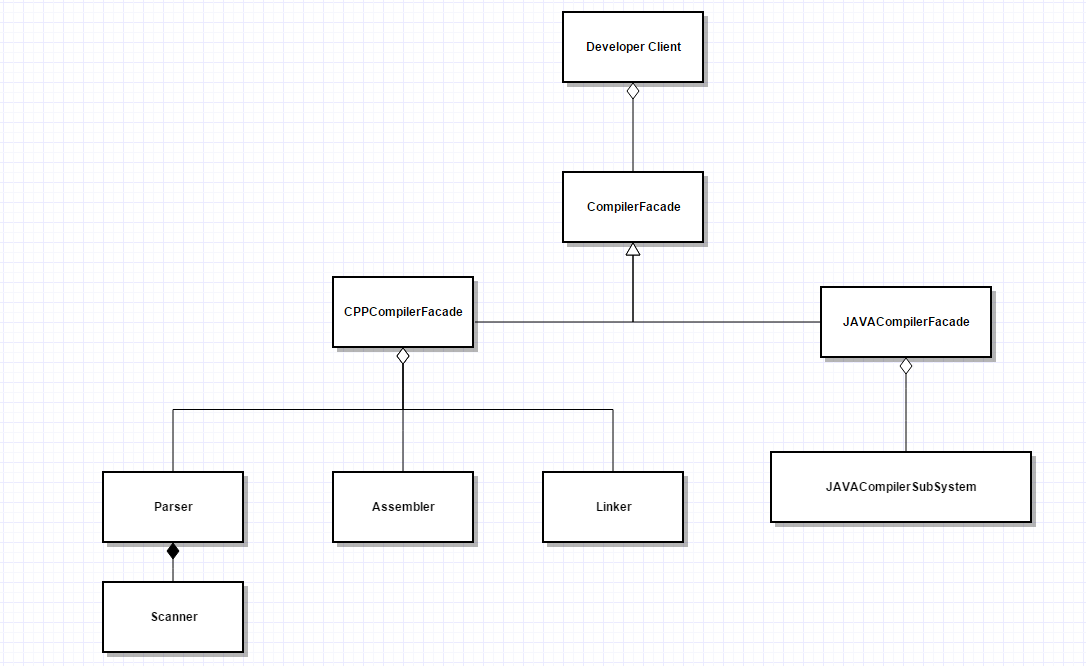 Developer Client
CompilerFacade
CPPCompilerFacade
JAVACompilerFacade
JAVACompilerSubSystem
Parser
Assembler
Linker
Scanner